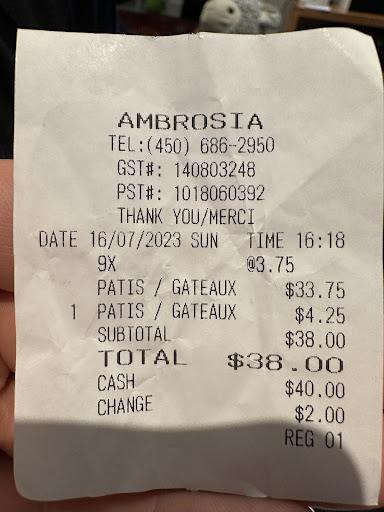 AMBROSIA
TEL:(450) 686-2950
GST#: 140803248
PST#: 1018060392
THANK YOU/MERCI
DATE 16/07/2023 SUN TIME 16:18
9X @3.75
PATIS / GATEAUX $33.75
1 PATIS / GATEAUX $4.25
SUBTOTAL $38.00
TOTAL $38.00
CASH $40.00
CHANGE $2.00
REG 01